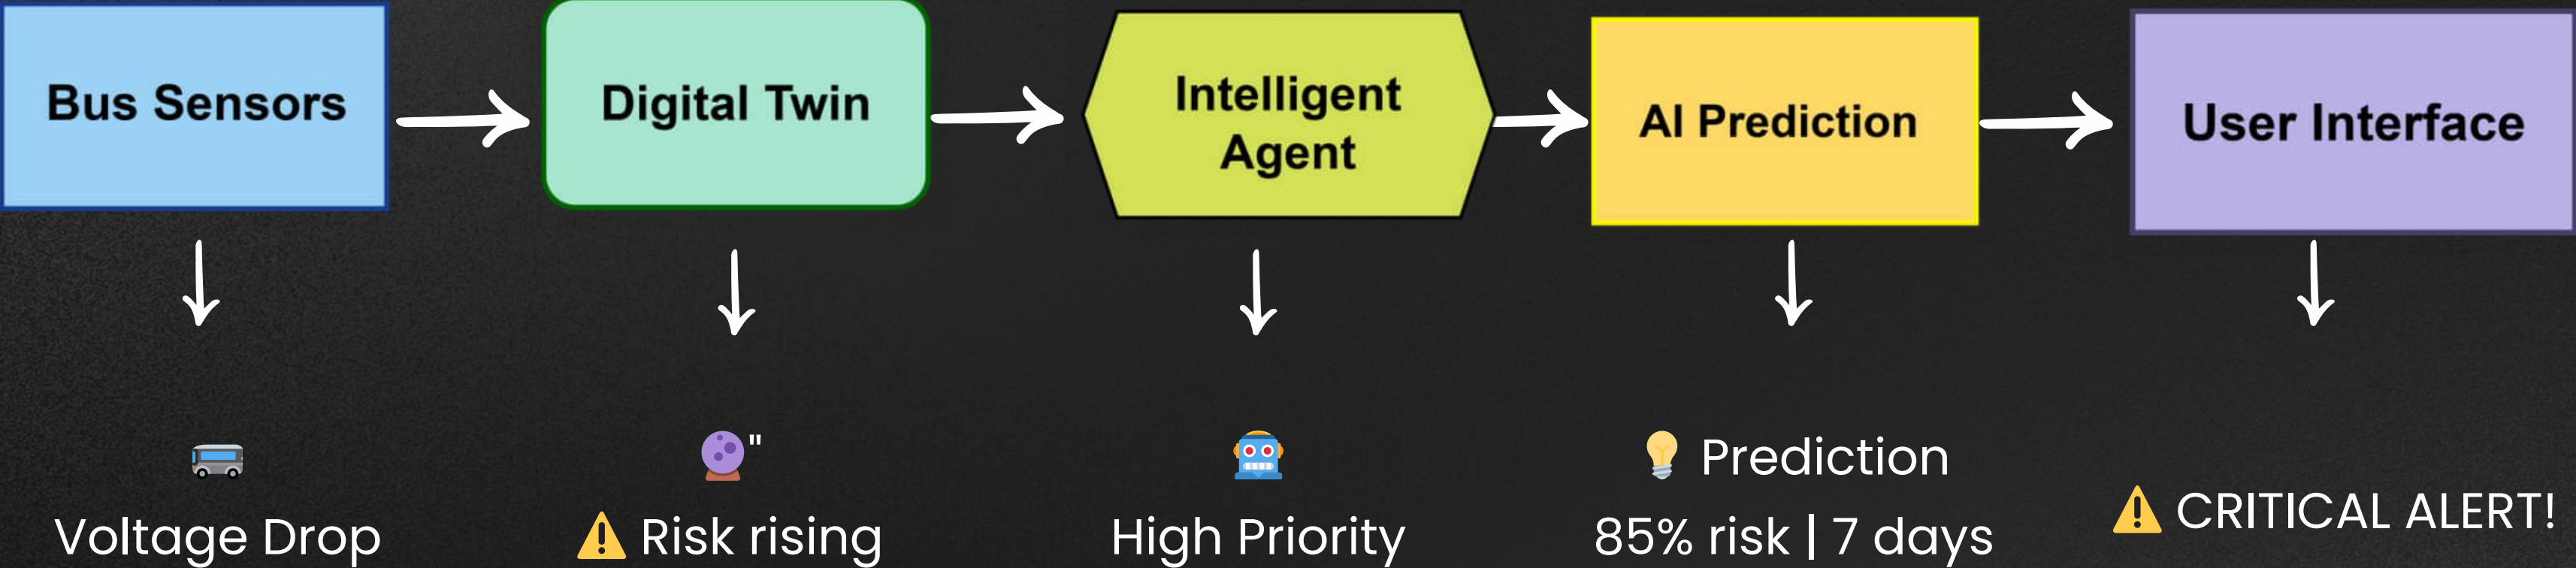 Bus Sensors
Digital Twin
Intelligent
Agent
AI Prediction
User Interface
🚌
Voltage Drop
🔮"
⚠️ Risk rising
🤖
High Priority
💡 Prediction
85% risk | 7 days
⚠️ CRITICAL ALERT!